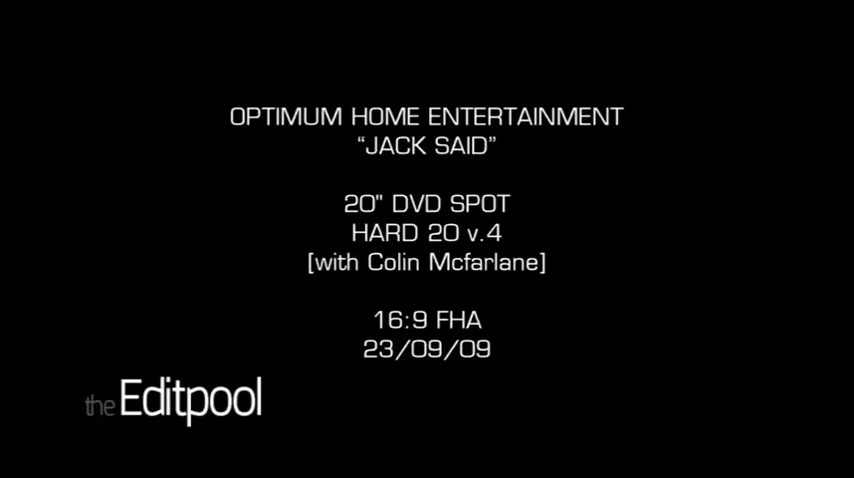 OPTIMUM HOME ENTERTAINMENT
“JACK SAID”
20" DVD SPOT
HARD 20 v.4
[with Colin Mcfarlane]
16:9 FHA
23/09/09
the Editpool